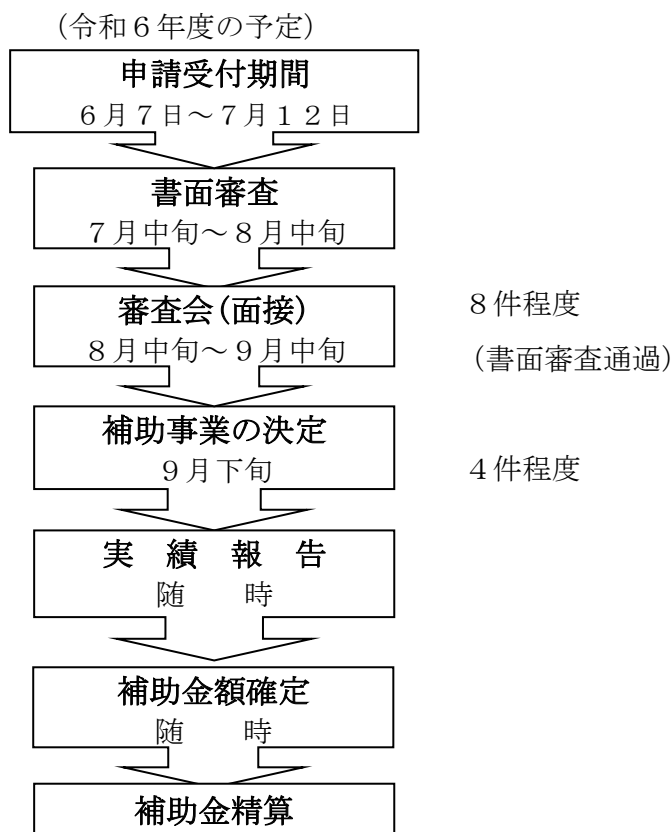 （令和６年度の予定）
申請受付期間
６月７日～７月１２日
書面審査
７月中旬～８月中旬
審査会（面接）
８件程度
８月中旬～９月中旬
（書面審査通過）
補助事業の決定
９月下旬
４件程度
実　績　報　告
随　　時
補助金額確定
随　　時
補助金精算